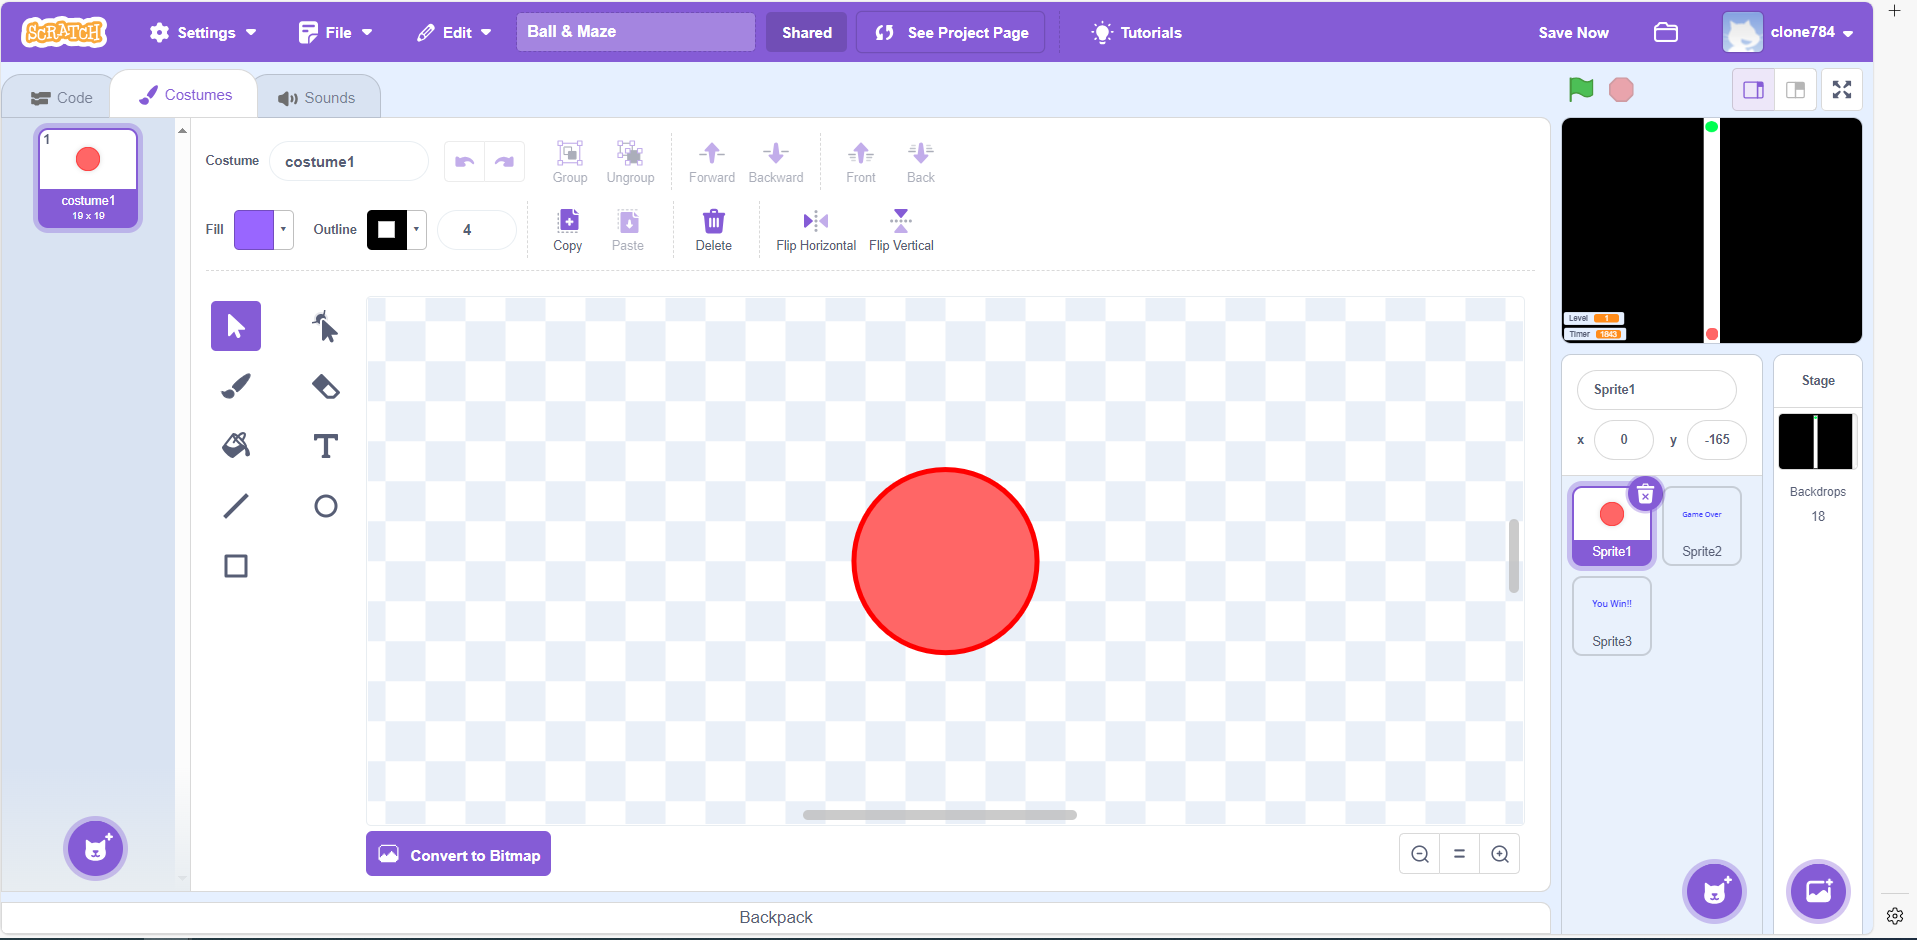 SCRATCH Settings File Edit Ball & Maze Shared See Project Page Tutorials Save Now clone784
Code Costumes Sounds
1
costume1
19 x 19
Costume costume1
Group Ungroup Forward Backward Front Back
Fill Outline 4
Copy Paste Delete Flip Horizontal Flip Vertical
Convert to Bitmap
Level 1
Timer 1843
Sprite1
x 0 y -165
Sprite1
Game Over
Sprite2
You Win!!
Sprite3
Stage
Backdrops
18
Backpack